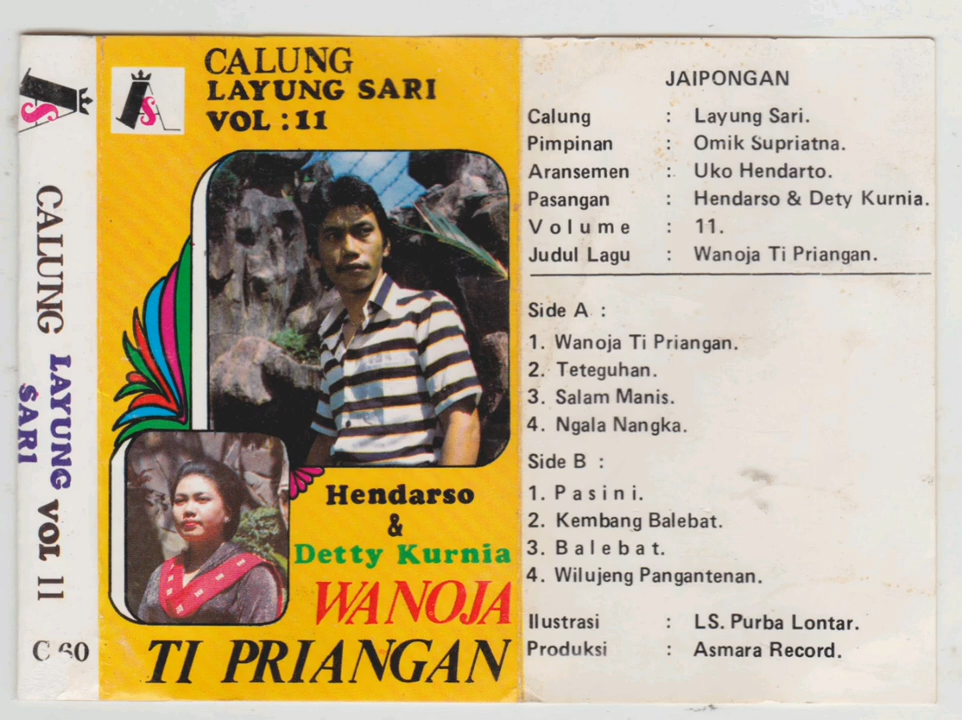 CALUNG LAYUNG SARI VOL 11
C 60
CALUNG
LAYUNG SARI
VOL : 11
Hendarso
&
Detty Kurnia
WANOJA
TI PRIANGAN
JAIPONGAN
Calung : Layung Sari.
Pimpinan : Omik Supriatna.
Aransemen : Uko Hendarto.
Pasangan : Hendarso & Dety Kurnia.
Volume : 11.
Judul Lagu : Wanoja Ti Priangan.
Side A :
1. Wanoja Ti Priangan.
2. Teteguhan.
3. Salam Manis.
4. Ngala Nangka.
Side B :
1. Pasini.
2. Kembang Balebat.
3. Balebat.
4. Wilujeng Pangantenan.
Ilustrasi : LS. Purba Lontar.
Produksi : Asmara Record.